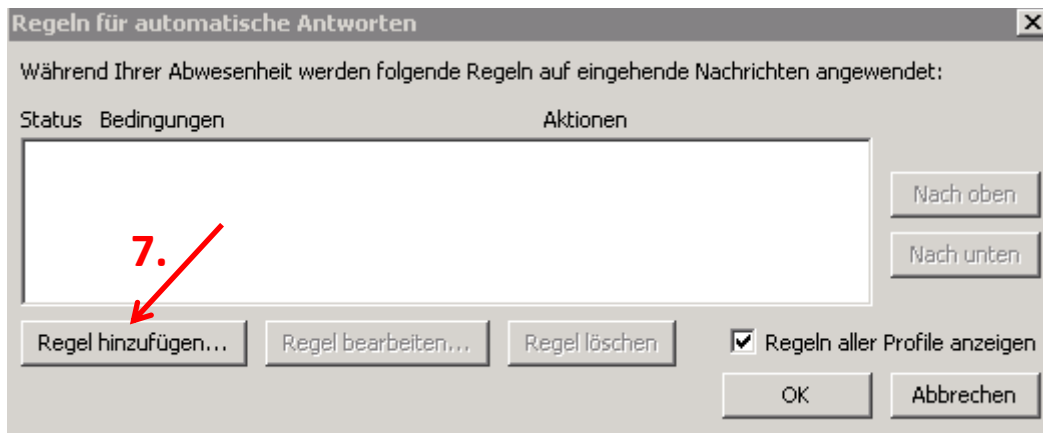 Regeln für automatische Antworten
Während Ihrer Abwesenheit werden folgende Regeln auf eingehende Nachrichten angewendet:
Status Bedingungen Aktionen
Nach oben
7.
Nach unten
Regel hinzufügen... Regel bearbeiten... Regel löschen Regeln aller Profile anzeigen
OK Abbrechen